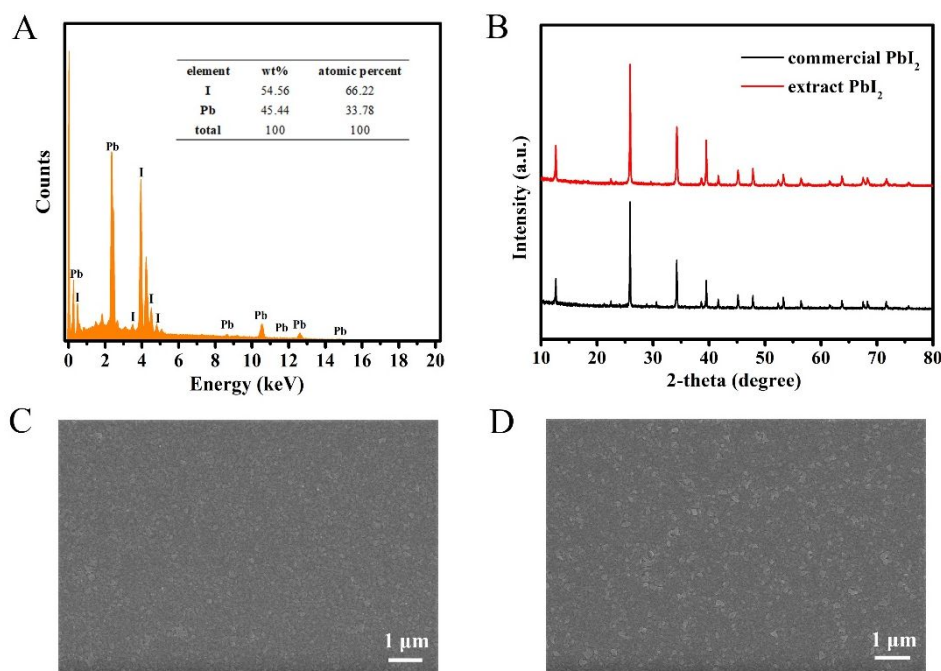 A
Counts
element wt% atomic percent
I 54.56 66.22
Pb 45.44 33.78
total 100 100
Pb
I
Pb
I
Pb
I
I
I
Pb
Pb
Pb
Pb
Pb
0 2 4 6 8 10 12 14 16 18 20
Energy (keV)
B
Intensity (a.u.)
commercial PbI₂
extract PbI₂
10 20 30 40 50 60 70 80
2-theta (degree)
C
1 μm
D
1 μm